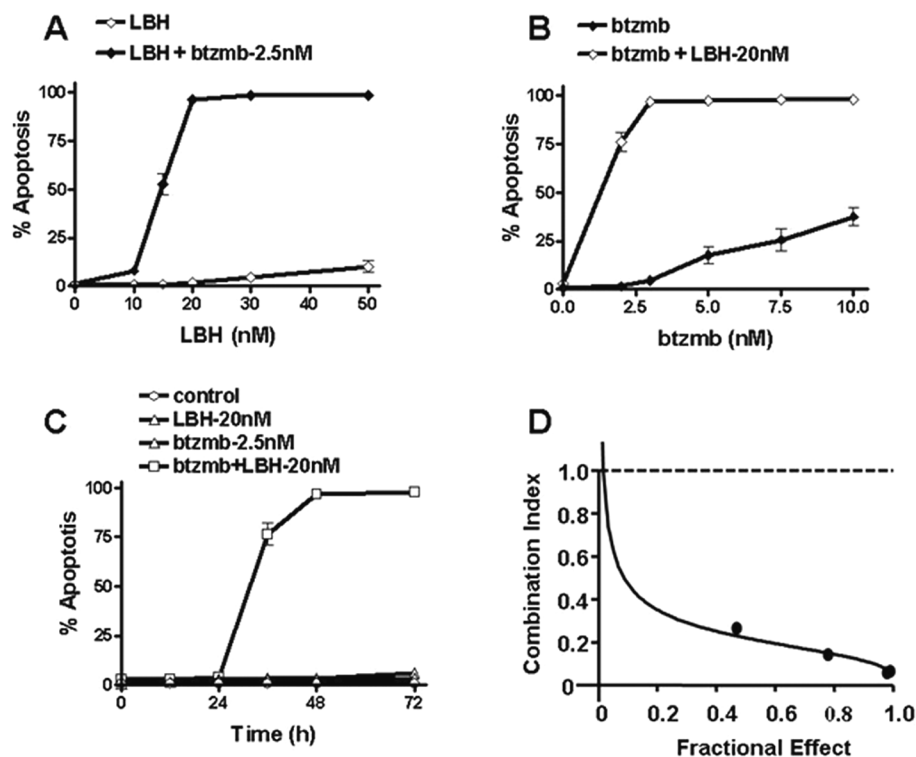 A
LBH
LBH + btzmb-2.5nM
% Apoptosis
100
75
50
25
0
0 10 20 30 40 50
LBH (nM)
B
btzmb
btzmb + LBH-20nM
% Apoptosis
100
75
50
25
0
0.0 2.5 5.0 7.5 10.0
btzmb (nM)
C
control
LBH-20nM
btzmb-2.5nM
btzmb+LBH-20nM
% Apoptotis
100
75
50
25
0
0 24 48 72
Time (h)
D
Combination Index
1.0
0.8
0.6
0.4
0.2
0
0 0.2 0.4 0.6 0.8 1.0
Fractional Effect